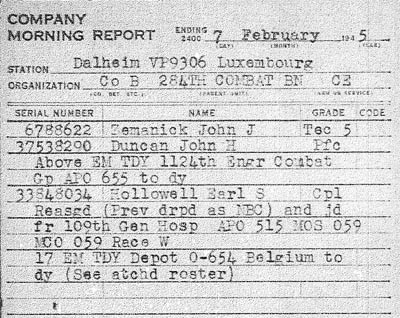 COMPANY
MORNING REPORT ENDING 2400 7 February 1945
(DAY) (MONTH) (YEAR)
STATION Dalheim VP9306 Luxembourg
ORGANIZATION Co B 284TH COMBAT BN CE
(CO. DET. ETC.) (PARENT UNIT) (ARM OR SERVICE)
SERIAL NUMBER NAME GRADE CODE
6788622 Zemanick John J Tec 5
37538290 Duncan John H Pfc
Above EM TDY 1124th Engr Combat
Gp APO 655 to dy
33848034 Hollowell Earl S Cpl
Reasgd (Prev drpd as NBC) and jd
fr 109th Gen Hosp APO 515 MOS 059
MCO 059 Race W
17 EM TDY Depot O-654 Belgium to
dy (See atchd roster)